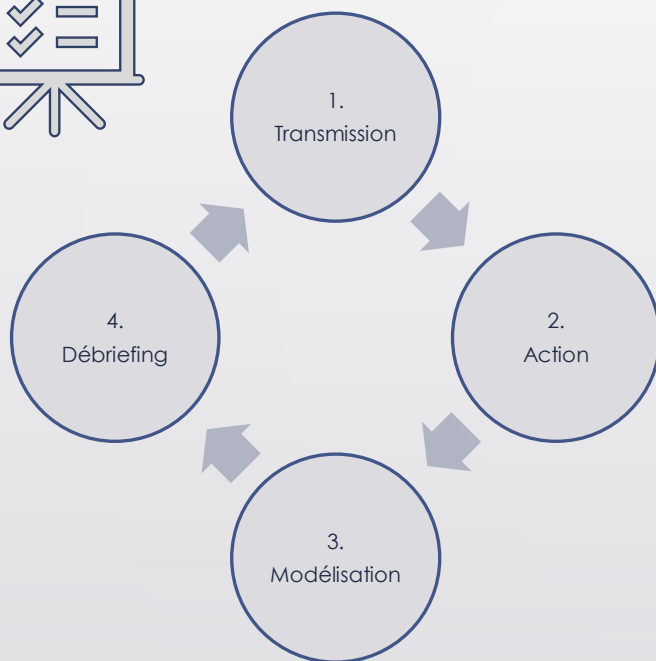 1.
Transmission
2.
Action
3.
Modélisation
4.
Débriefing